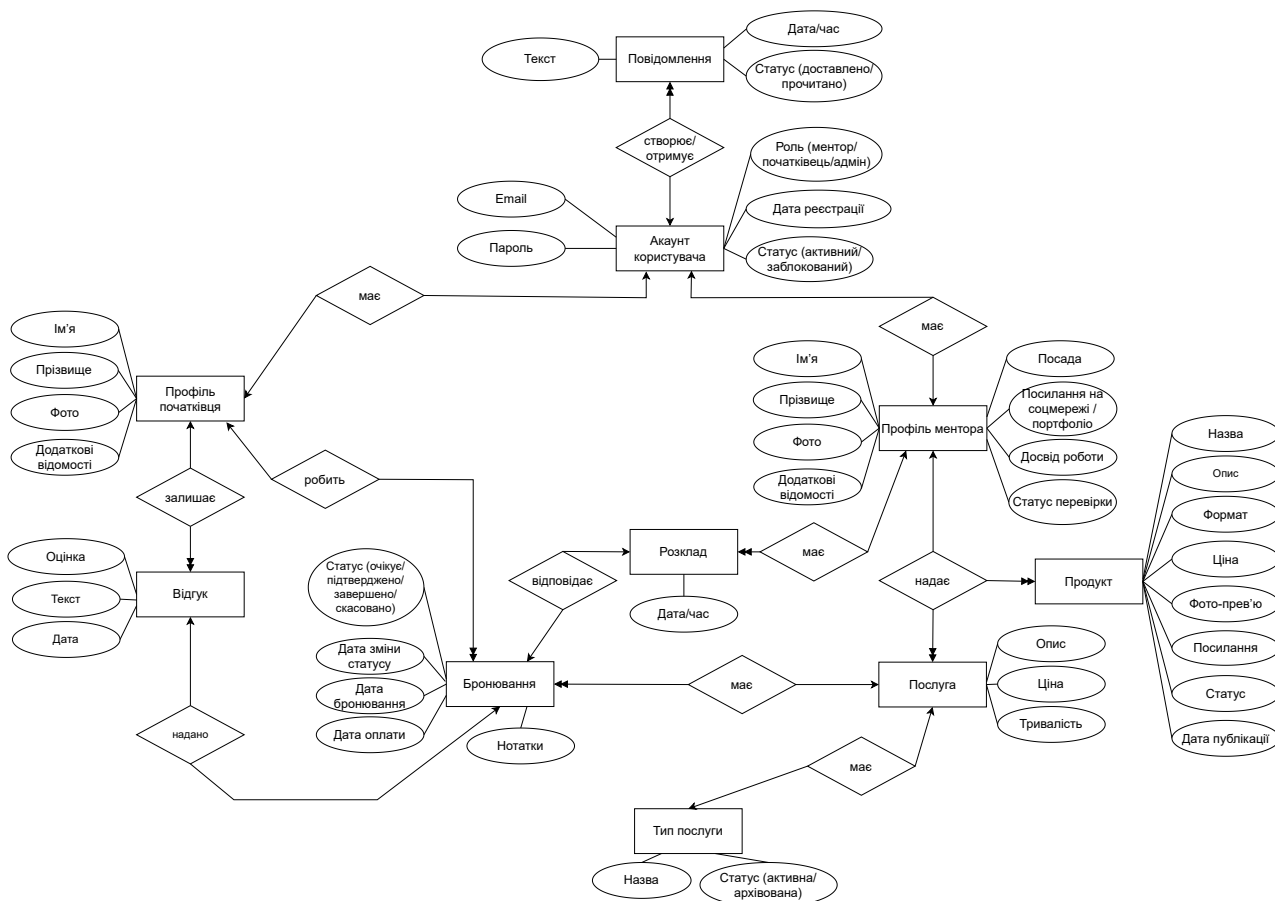 Дата/час
Текст
Повідомлення
Статус (доставлено/
прочитано)
створює/
отримує
Роль (ментор/
початківець/адмін)
Email
Дата реєстрації
Пароль
Акаунт
користувача
Статус (активний/
заблокований)
має
має
Ім’я
Прізвище
Фото
Додаткові
відомості
Профіль
початківця
Ім’я
Прізвище
Фото
Додаткові
відомості
Профіль ментора
Посада
Посилання на
соцмережі /
портфоліо
Досвід роботи
Статус перевірки
Назва
Опис
Формат
Ціна
Фото-прев’ю
Посилання
Статус
Дата публікації
Продукт
залишає
робить
Розклад
має
відповідає
надає
Дата/час
Оцінка
Текст
Дата
Відгук
Статус (очікує/
підтверджено/
завершено/
скасовано)
Дата зміни
статусу
Дата
бронювання
Дата оплати
Бронювання
Нотатки
має
Послуга
Опис
Ціна
Тривалість
надано
має
Тип послуги
Назва
Статус (активна/
архівована)